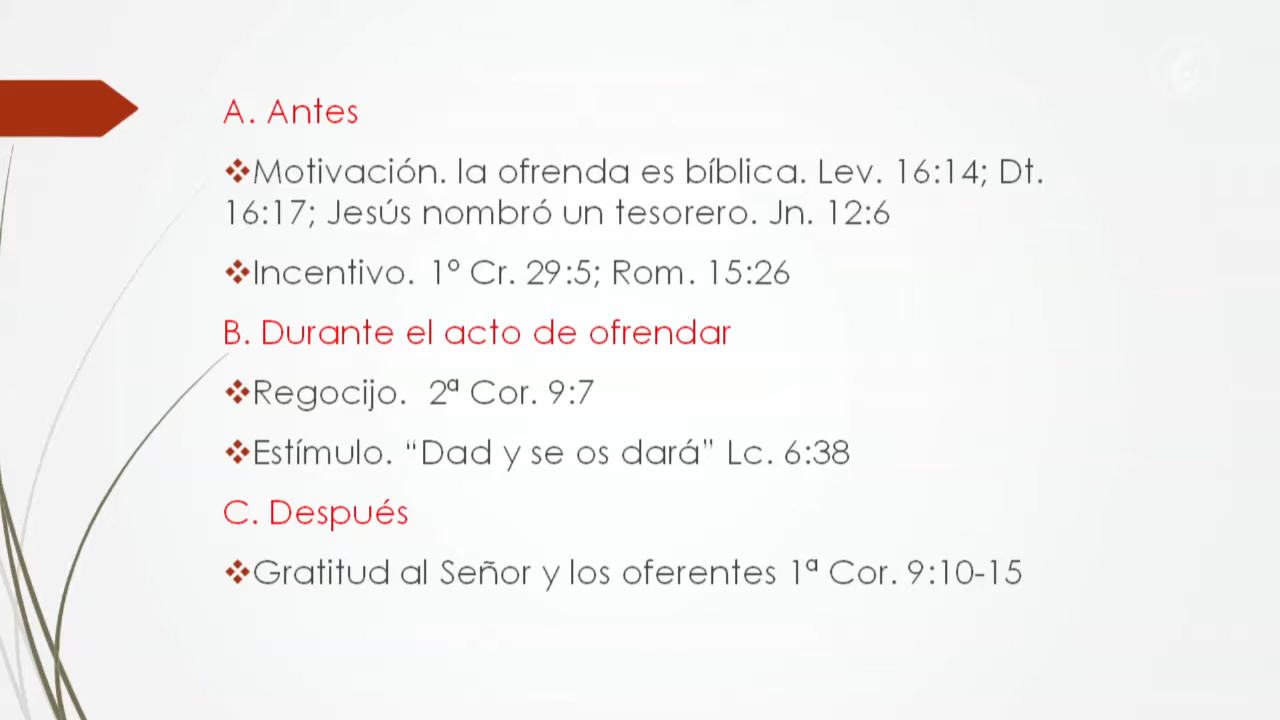 A. Antes
Motivación. la ofrenda es bíblica. Lev. 16:14; Dt.
16:17; Jesús nombró un tesorero. Jn. 12:6
Incentivo. 1º Cr. 29:5; Rom. 15:26
B. Durante el acto de ofrendar
Regocijo. 2ª Cor. 9:7
Estímulo. “Dad y se os dará” Lc. 6:38
C. Después
Gratitud al Señor y los oferentes 1ª Cor. 9:10-15